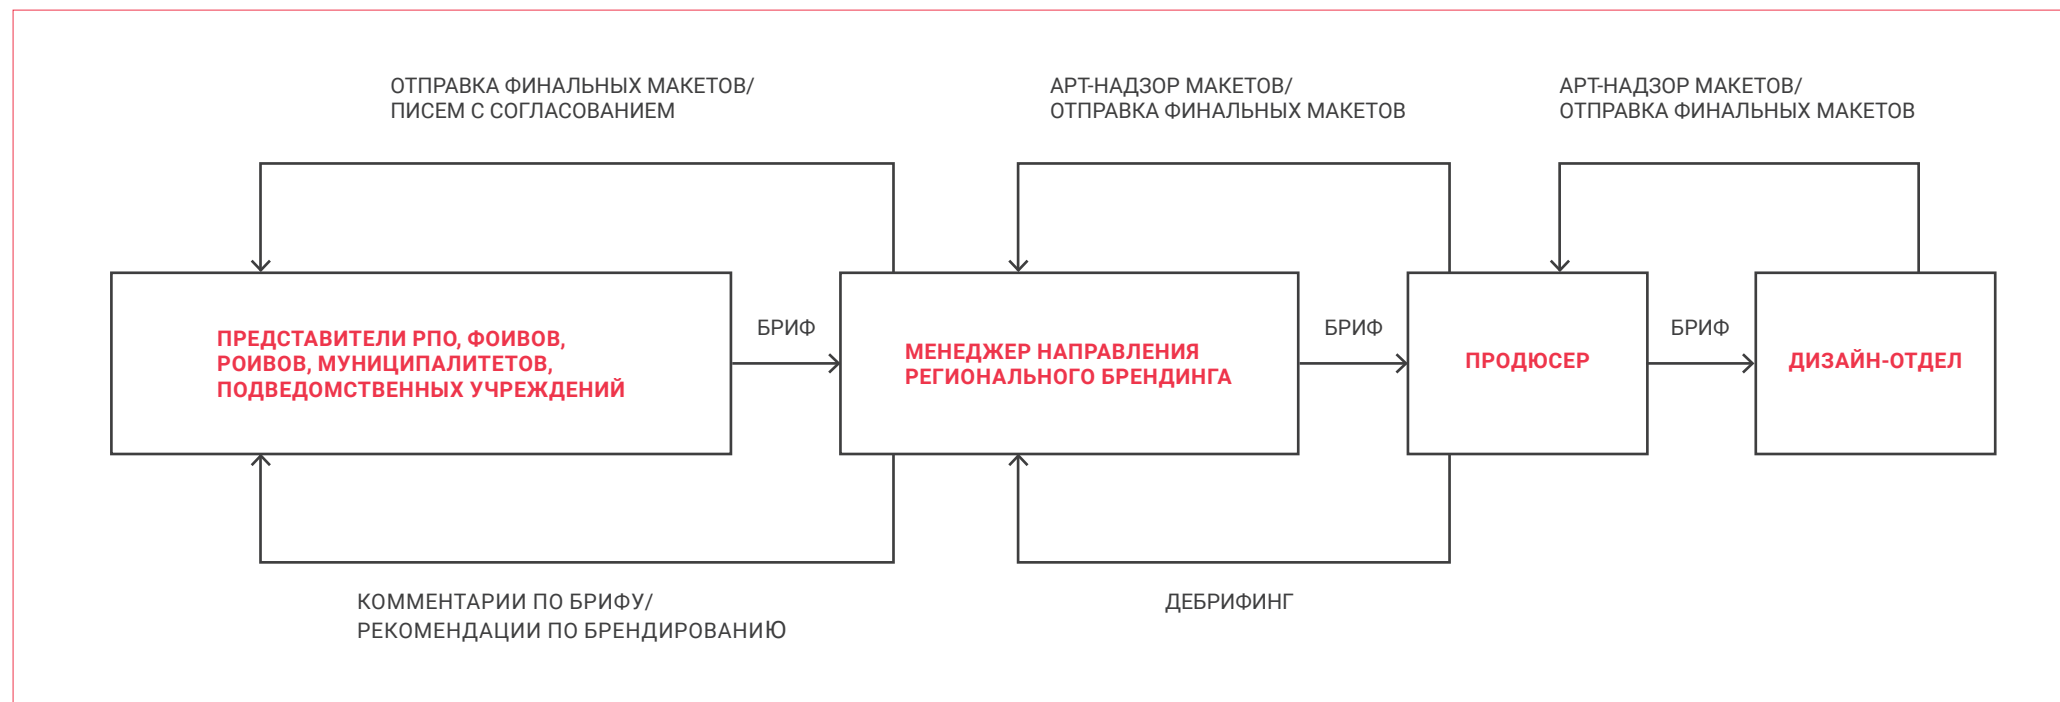 ОТПРАВКА ФИНАЛЬНЫХ МАКЕТОВ/
ПИСЕМ С СОГЛАСОВАНИЕМ
АРТ-НАДЗОР МАКЕТОВ/
ОТПРАВКА ФИНАЛЬНЫХ МАКЕТОВ
АРТ-НАДЗОР МАКЕТОВ/
ОТПРАВКА ФИНАЛЬНЫХ МАКЕТОВ
ПРЕДСТАВИТЕЛИ РПО, ФОИВОВ,
РОИВОВ, МУНИЦИПАЛИТЕТОВ,
ПОДВЕДОМСТВЕННЫХ УЧРЕЖДЕНИЙ
БРИФ
МЕНЕДЖЕР НАПРАВЛЕНИЯ
РЕГИОНАЛЬНОГО БРЕНДИНГА
БРИФ
ПРОДЮСЕР
БРИФ
ДИЗАЙН-ОТДЕЛ
КОММЕНТАРИИ ПО БРИФУ/
РЕКОМЕНДАЦИИ ПО БРЕНДИРОВАНИЮ
ДЕБРИФИНГ